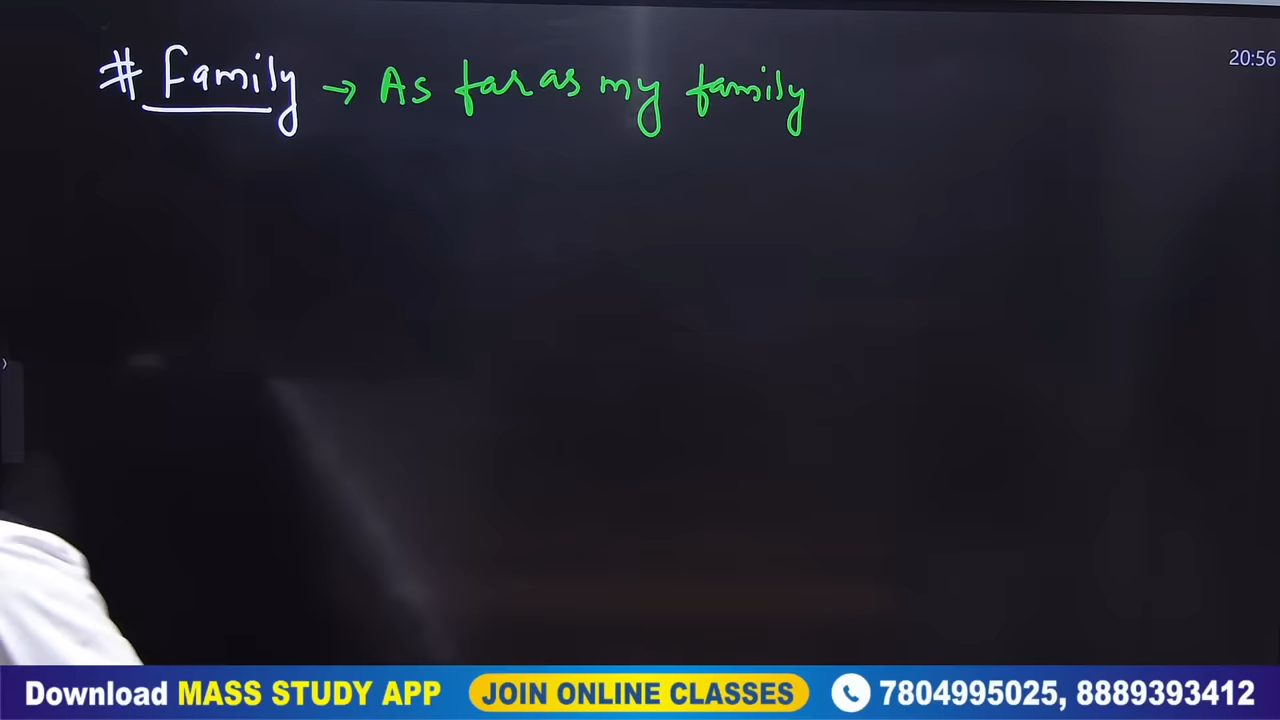 # Family → As far as my family
20:56
Download MASS STUDY APP JOIN ONLINE CLASSES 7804995025, 8889393412